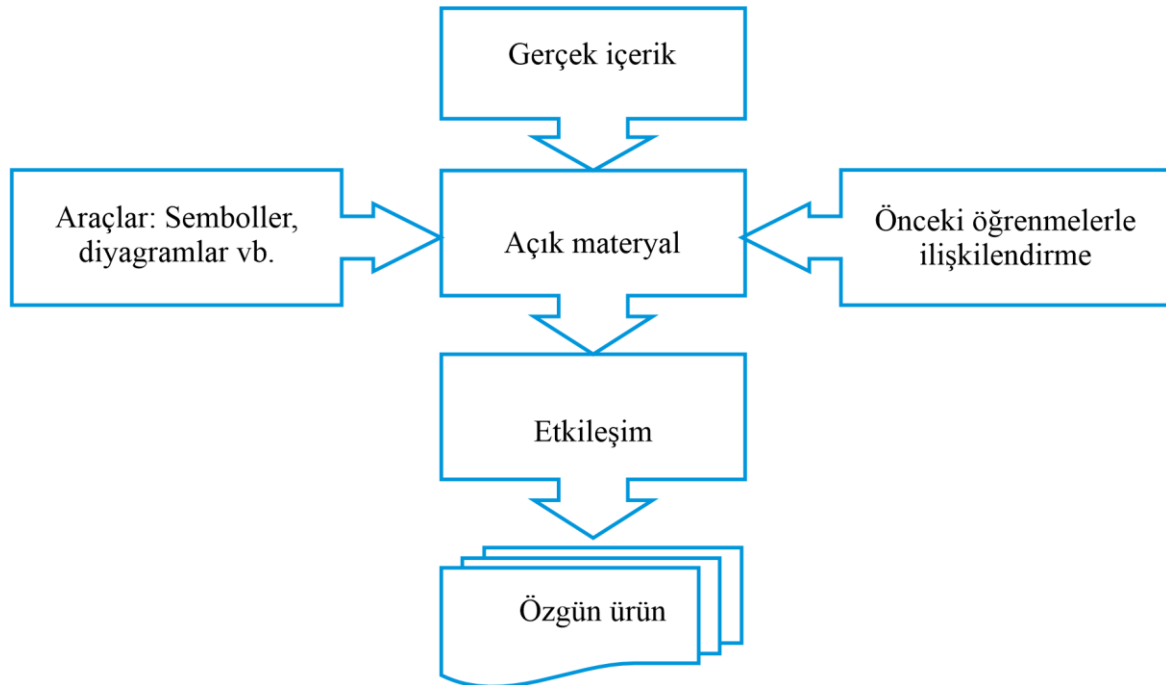 Gerçek içerik
Araçlar: Semboller,
diyagramlar vb.
Açık materyal
Önceki öğrenmelerle
ilişkilendirme
Etkileşim
Özgün ürün